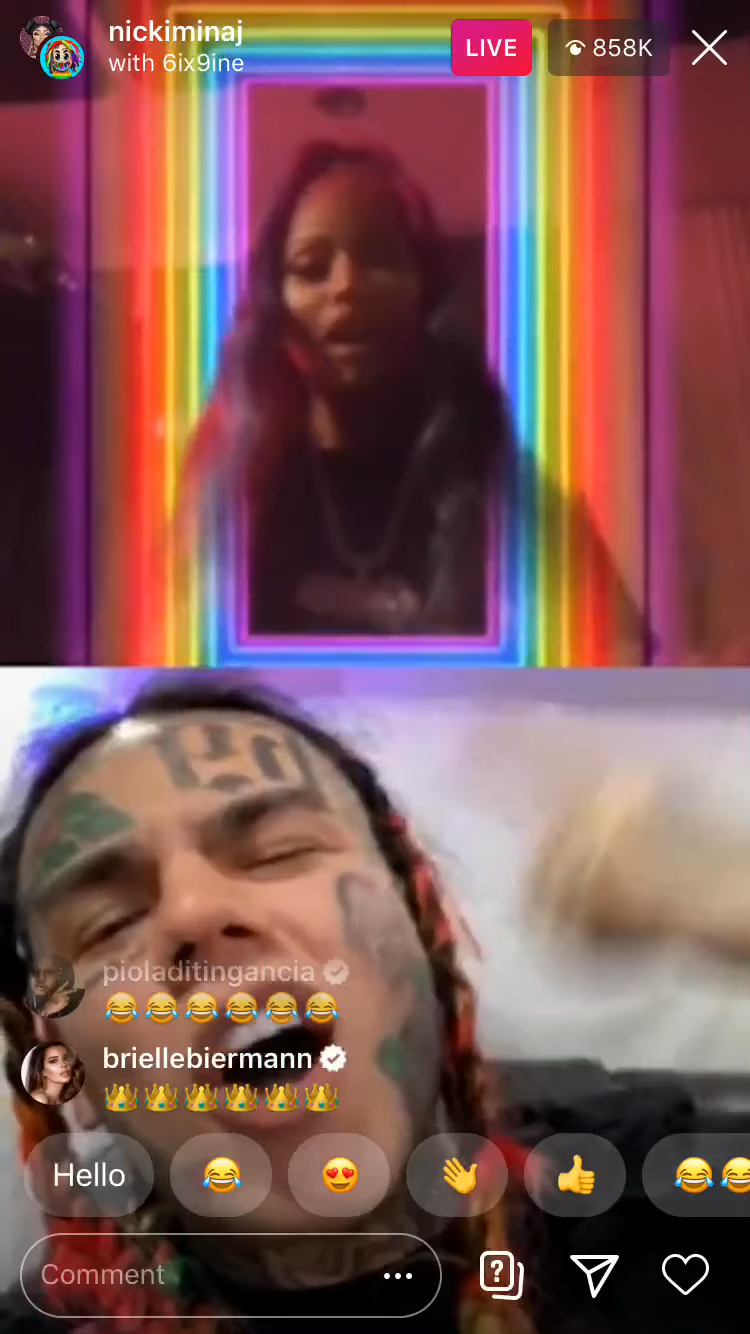 nickiminaj
with 6ix9ine
LIVE
858K
pioladitingancia
😂😂😂😂😂😂
briellebiermann
👑👑👑👑👑👑
Hello 😂 😍 👋 👍 😂😂
Comment